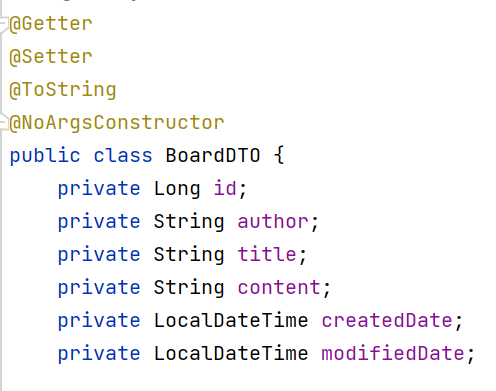 @Getter
@Setter
@ToString
@NoArgsConstructor
public class BoardDTO {
    private Long id;
    private String author;
    private String title;
    private String content;
    private LocalDateTime createdDate;
    private LocalDateTime modifiedDate;